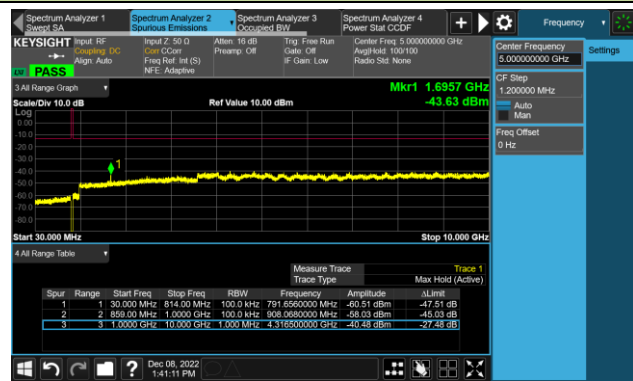 Spectrum Analyzer 1
Swept SA
Spectrum Analyzer 2
Spurious Emissions
Spectrum Analyzer 3
Occupied BW
Spectrum Analyzer 4
Power Stat CCDF
Frequency
KEYSIGHT
Input: RF
Coupling: DC
Align: Auto
Input Z: 50 Ω
Corr CCorr
Freq Ref: Int (S)
NFE: Adaptive
Atten: 16 dB
Preamp: Off
Trig: Free Run
Gate: Off
IF Gain: Low
Center Freq: 5.000000000 GHz
Avg|Hold: 100/100
Radio Std: None
LXI PASS
Center Frequency
5.000000000 GHz
Settings
CF Step
1.200000 MHz
Auto
Man
Freq Offset
0 Hz
3 All Range Graph
Mkr1 1.6957 GHz
Scale/Div 10.0 dB
Ref Value 10.00 dBm
-43.63 dBm
Log
0.00
-10.0
-20.0
-30.0
-40.0
-50.0
-60.0
-70.0
-80.0
1
Start 30.000 MHz
Stop 10.000 GHz
4 All Range Table
Measure Trace Trace 1
Trace Type Max Hold (Active)
Spur Range Start Freq Stop Freq RBW Frequency Amplitude ΔLimit
1 1 30.000 MHz 814.00 MHz 100.0 kHz 791.6560000 MHz -60.51 dBm -47.51 dB
2 2 859.00 MHz 1.0000 GHz 100.0 kHz 908.0680000 MHz -58.03 dBm -45.03 dB
3 3 1.0000 GHz 10.000 GHz 1.000 MHz 4.316500000 GHz -40.48 dBm -27.48 dB
?
Dec 08, 2022
1:41:11 PM